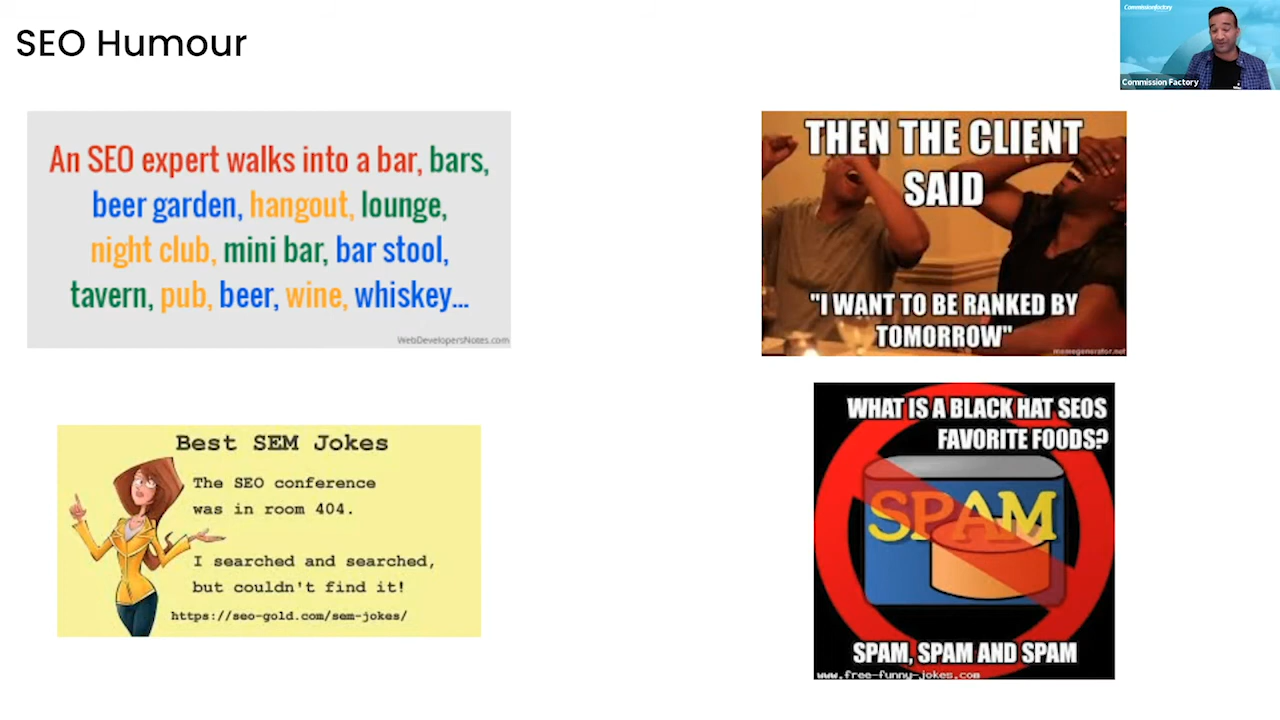 SEO Humour
Commissionfactory
Commission Factory
An SEO expert walks into a bar, bars,
beer garden, hangout, lounge,
night club, mini bar, bar stool,
tavern, pub, beer, wine, whiskey...
WebDevelopersNotes.com
THEN THE CLIENT
SAID
"I WANT TO BE RANKED BY
TOMORROW"
memegenerator.net
Best SEM Jokes
The SEO conference
was in room 404.
I searched and searched,
but couldn't find it!
https://seo-gold.com/sem-jokes/
WHAT IS A BLACK HAT SEOS
FAVORITE FOODS?
SPAM
SPAM, SPAM AND SPAM
www.free-funny-jokes.com